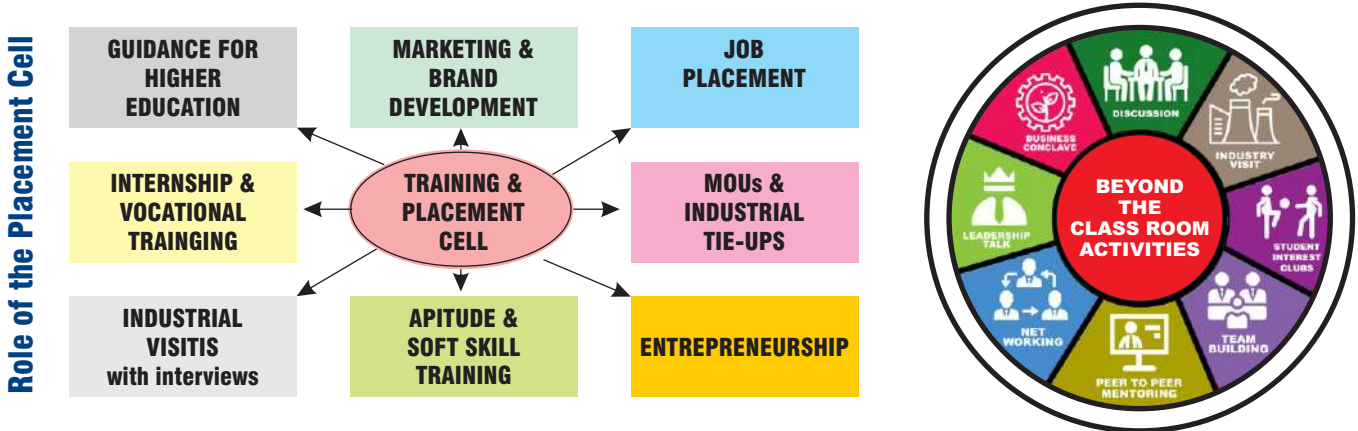 Role of the Placement Cell
GUIDANCE FOR
HIGHER
EDUCATION
MARKETING &
BRAND
DEVELOPMENT
JOB
PLACEMENT
INTERNSHIP &
VOCATIONAL
TRAINGING
TRAINING &
PLACEMENT
CELL
MOUs &
INDUSTRIAL
TIE-UPS
INDUSTRIAL
VISITIS
with interviews
APITUDE &
SOFT SKILL
TRAINING
ENTREPRENEURSHIP
BEYOND
THE
CLASS ROOM
ACTIVITIES
DISCUSSION
INDUSTRY
VISIT
STUDENT
INTEREST
CLUBS
TEAM
BUILDING
PEER TO PEER
MENTORING
NET
WORKING
LEADERSHIP
TALK
BUSINESS
CONCLAVE